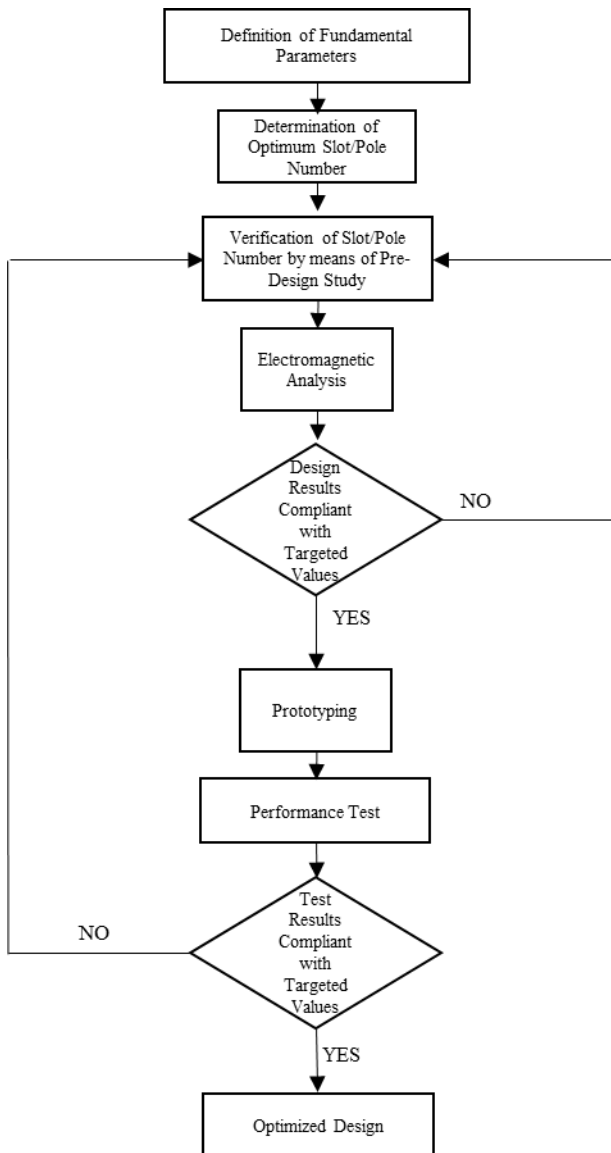 Definition of Fundamental
Parameters
Determination of
Optimum Slot/Pole
Number
Verification of Slot/Pole
Number by means of Pre-
Design Study
Electromagnetic
Analysis
Design
Results
Compliant
with
Targeted
Values
NO
YES
Prototyping
Performance Test
Test
Results
Compliant
with
Targeted
Values
NO
YES
Optimized Design